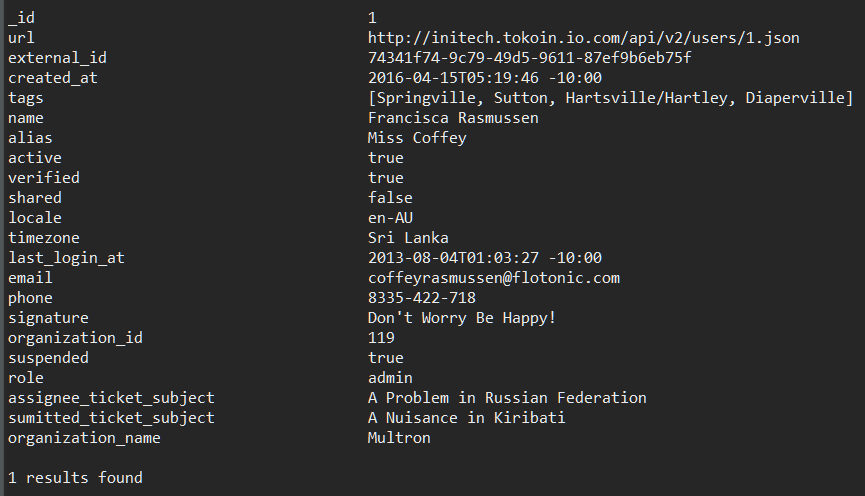 _id 1
url http://initech.tokoin.io.com/api/v2/users/1.json
external_id 74341f74-9c79-49d5-9611-87ef9b6eb75f
created_at 2016-04-15T05:19:46 -10:00
tags [Springville, Sutton, Hartsville/Hartley, Diaperville]
name Francisca Rasmussen
alias Miss Coffey
active true
verified true
shared false
locale en-AU
timezone Sri Lanka
last_login_at 2013-08-04T01:03:27 -10:00
email coffeyrasmussen@flotonic.com
phone 8335-422-718
signature Don't Worry Be Happy!
organization_id 119
suspended true
role admin
assignee_ticket_subject A Problem in Russian Federation
sumitted_ticket_subject A Nuisance in Kiribati
organization_name Multron
1 results found